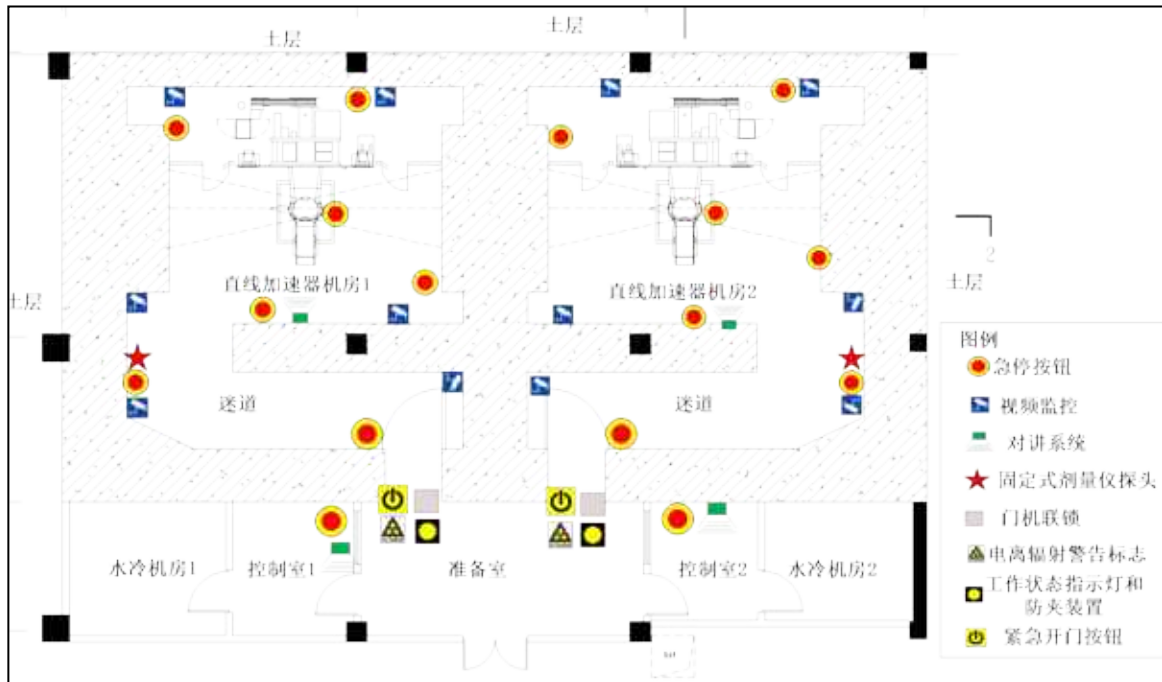 土层
土层
直线加速器机房1
直线加速器机房2
土层
土层
2
迷道
迷道
水冷机房1
控制室1
准备室
控制室2
水冷机房2
图例
急停按钮
视频监控
对讲系统
固定式剂量仪探头
门机联锁
电离辐射警告标志
工作状态指示灯和
防夹装置
紧急开门按钮